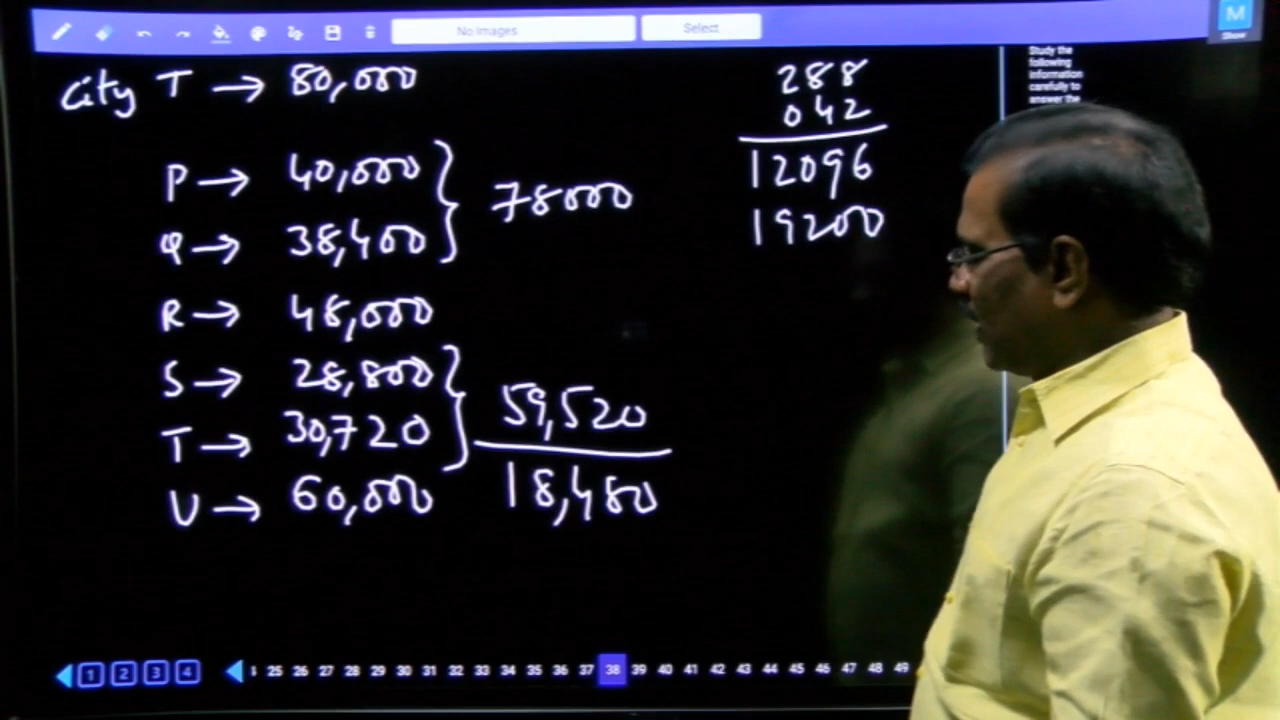 No Images Select
M
Show
Study the
following
information
carefully to
answer the
City T → 80,000
P → 40,000
Q → 38,400
78000
R → 48,000
S → 28,800
T → 30,720
59,520
18,480
U → 60,000
288
042
12096
19200
1 2 3 4
25 26 27 28 29 30 31 32 33 34 35 36 37 38 39 40 41 42 43 44 45 46 47 48 49